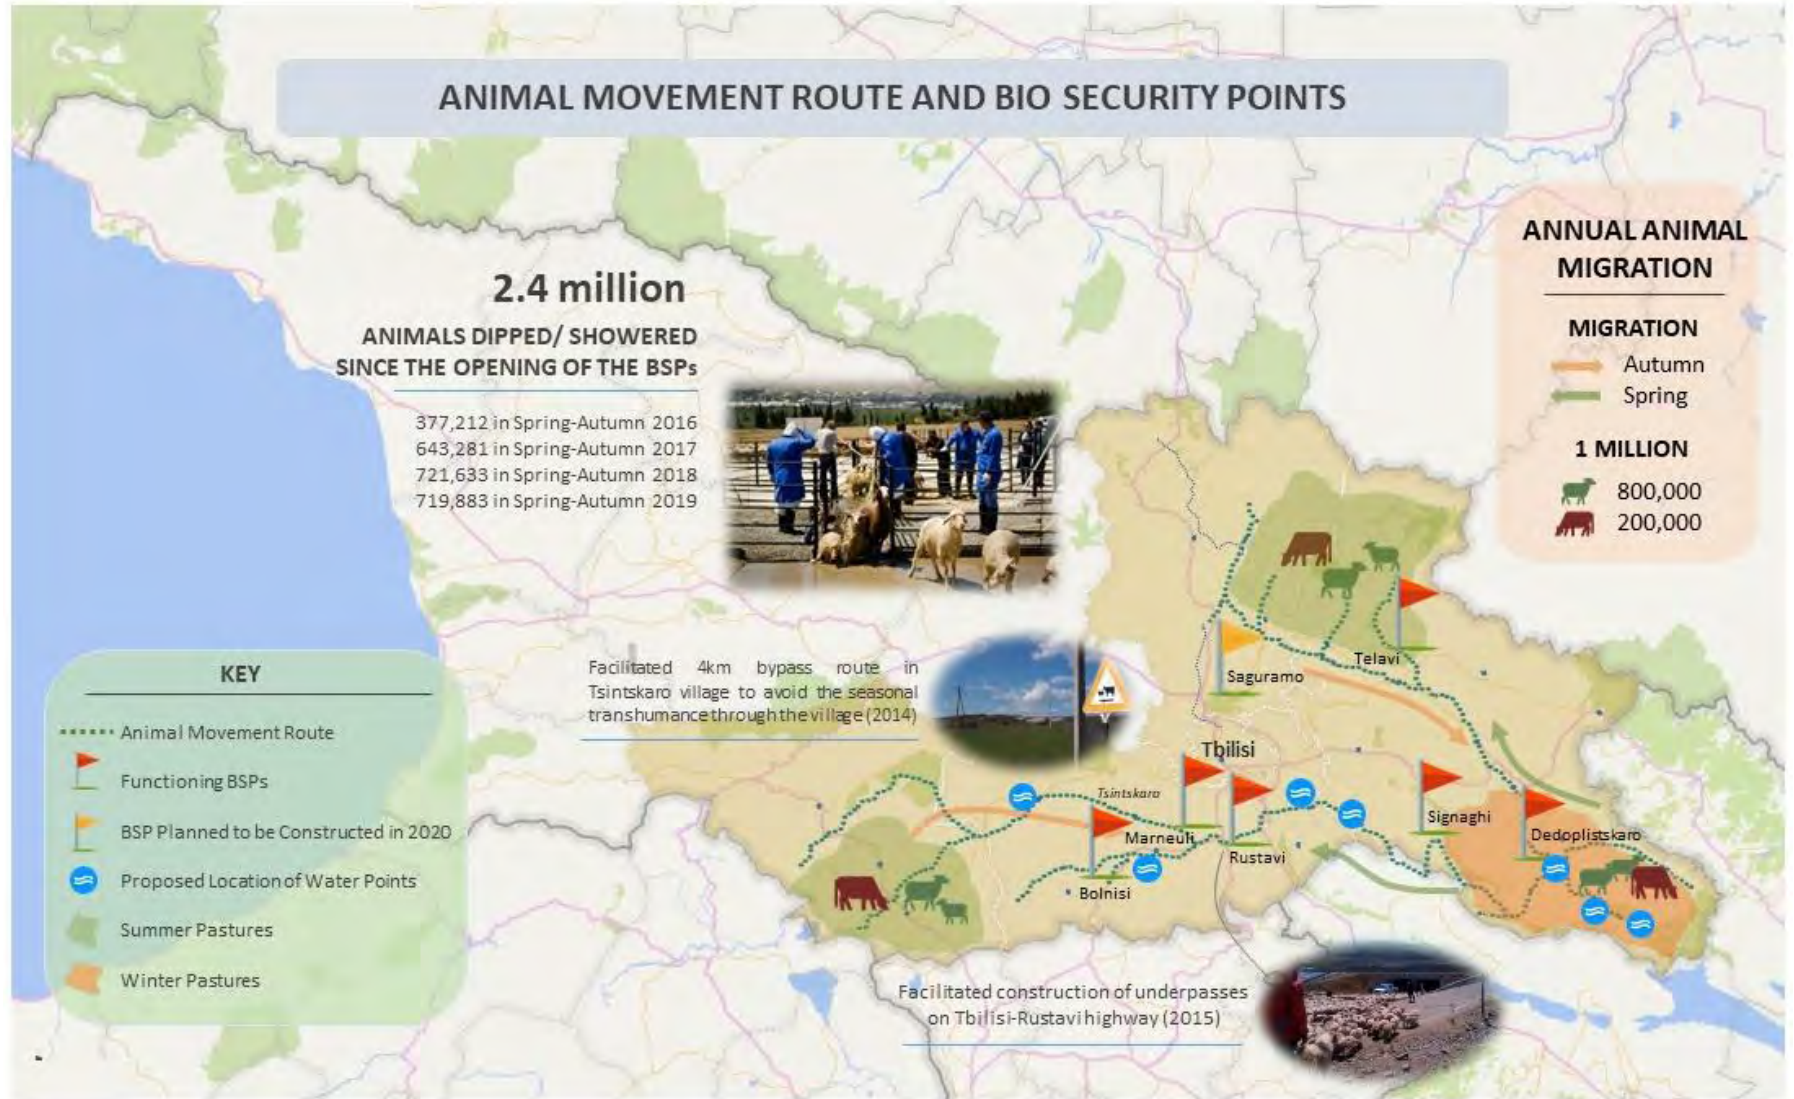 ANIMAL MOVEMENT ROUTE AND BIO SECURITY POINTS
2.4 million
ANIMALS DIPPED/ SHOWERED
SINCE THE OPENING OF THE BSPs
377,212 in Spring-Autumn 2016
643,281 in Spring-Autumn 2017
721,633 in Spring-Autumn 2018
719,883 in Spring-Autumn 2019
ANNUAL ANIMAL
MIGRATION
MIGRATION
Autumn
Spring
1 MILLION
800,000
200,000
Facilitated 4km bypass route in
Tsintskaro village to avoid the seasonal
transhumance through the village (2014)
KEY
Animal Movement Route
Functioning BSPs
BSP Planned to be Constructed in 2020
Proposed Location of Water Points
Summer Pastures
Winter Pastures
Telavi
Saguramo
Tbilisi
Tsintskaro
Marneuli
Rustavi
Signaghi
Dedoplistskaro
Bolnisi
Facilitated construction of underpasses
on Tbilisi-Rustavi highway (2015)